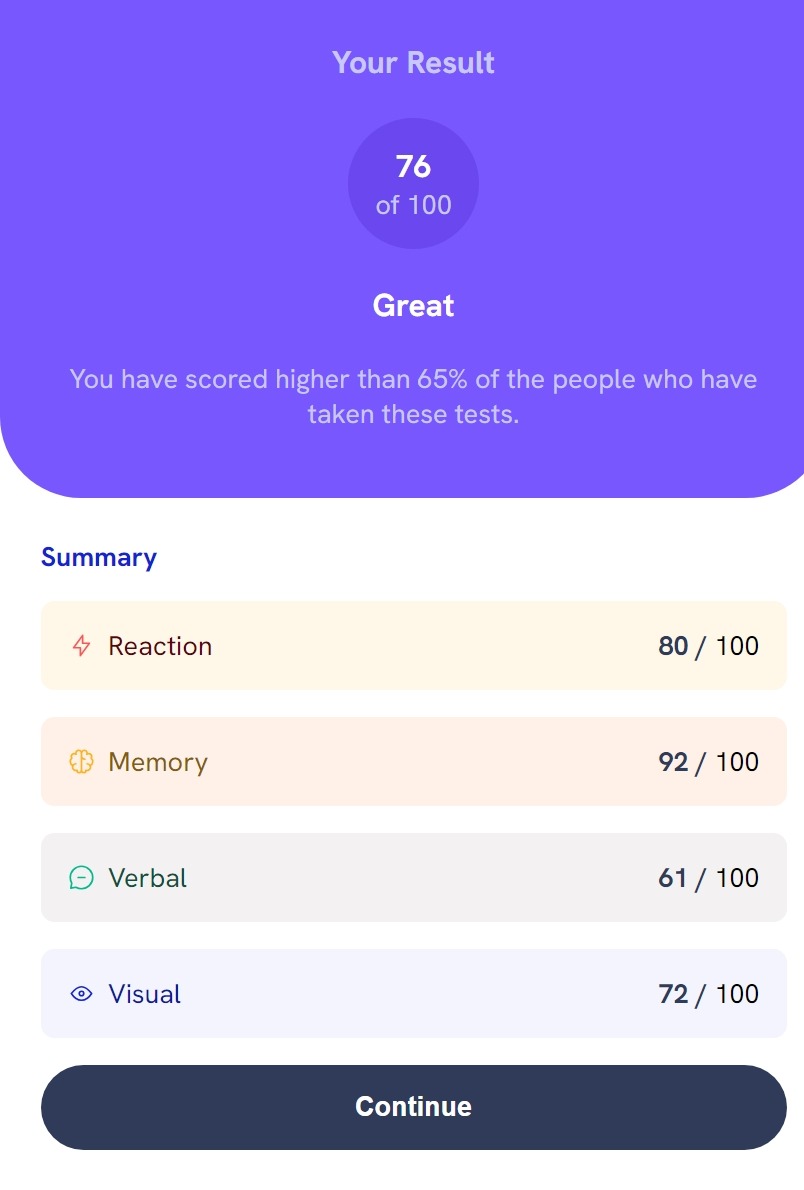 Your Result
76
of 100
Great
You have scored higher than 65% of the people who have
taken these tests.
Summary
Reaction 80 / 100
Memory 92 / 100
Verbal 61 / 100
Visual 72 / 100
Continue